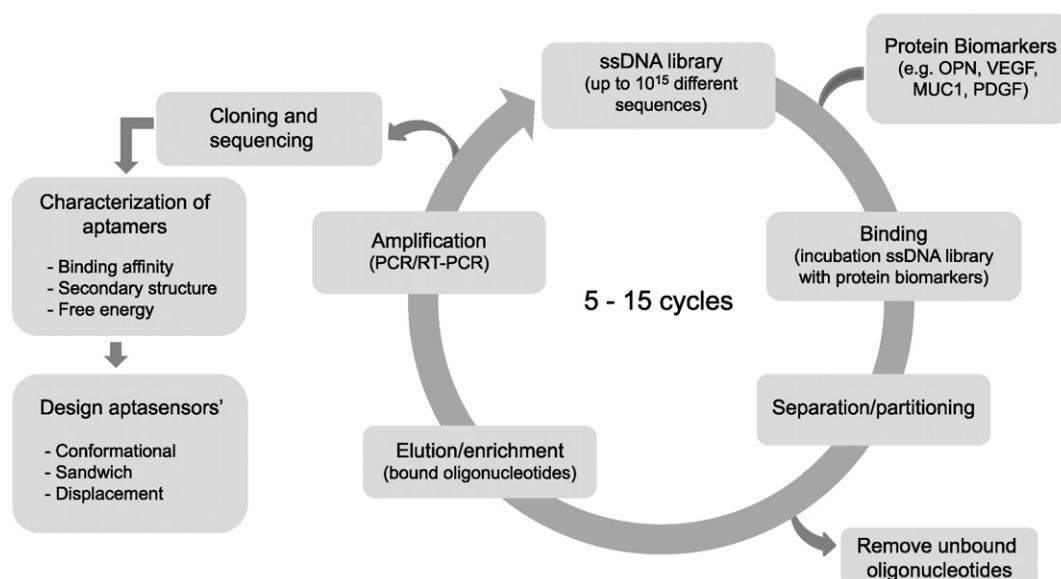 ssDNA library
(up to 10¹⁵ different
sequences)
Protein Biomarkers
(e.g. OPN, VEGF,
MUC1, PDGF)
Binding
(incubation ssDNA library
with protein biomarkers)
Separation/partitioning
Remove unbound
oligonucleotides
Elution/enrichment
(bound oligonucleotides)
Amplification
(PCR/RT-PCR)
5 - 15 cycles
Cloning and
sequencing
Characterization of
aptamers
- Binding affinity
- Secondary structure
- Free energy
Design aptasensors’
- Conformational
- Sandwich
- Displacement